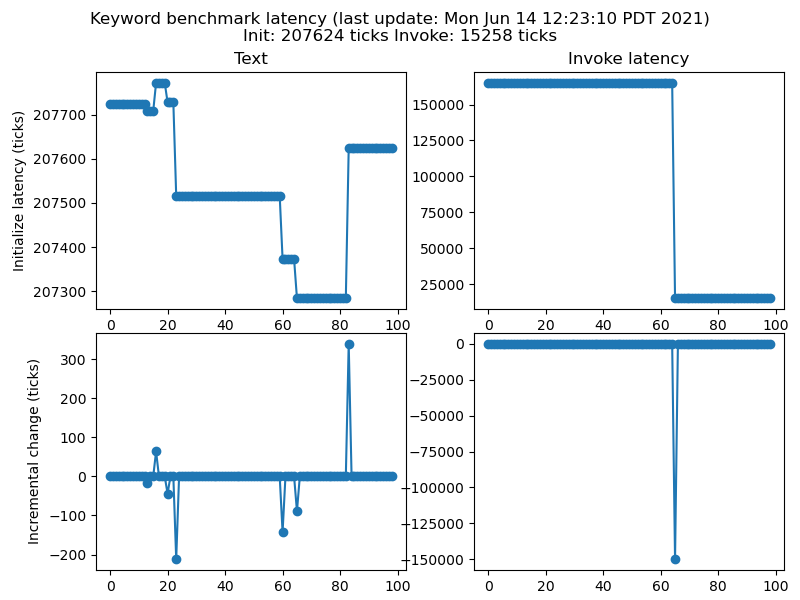 Keyword benchmark latency (last update: Mon Jun 14 12:23:10 PDT 2021)
Init: 207624 ticks Invoke: 15258 ticks
Text
Initialize latency (ticks)
207700
207600
207500
207400
207300
0 20 40 60 80 100
Invoke latency
150000
125000
100000
75000
50000
25000
0 20 40 60 80 100
Incremental change (ticks)
300
200
100
0
−100
−200
0 20 40 60 80 100
0
−25000
−50000
−75000
−100000
−125000
−150000
0 20 40 60 80 100